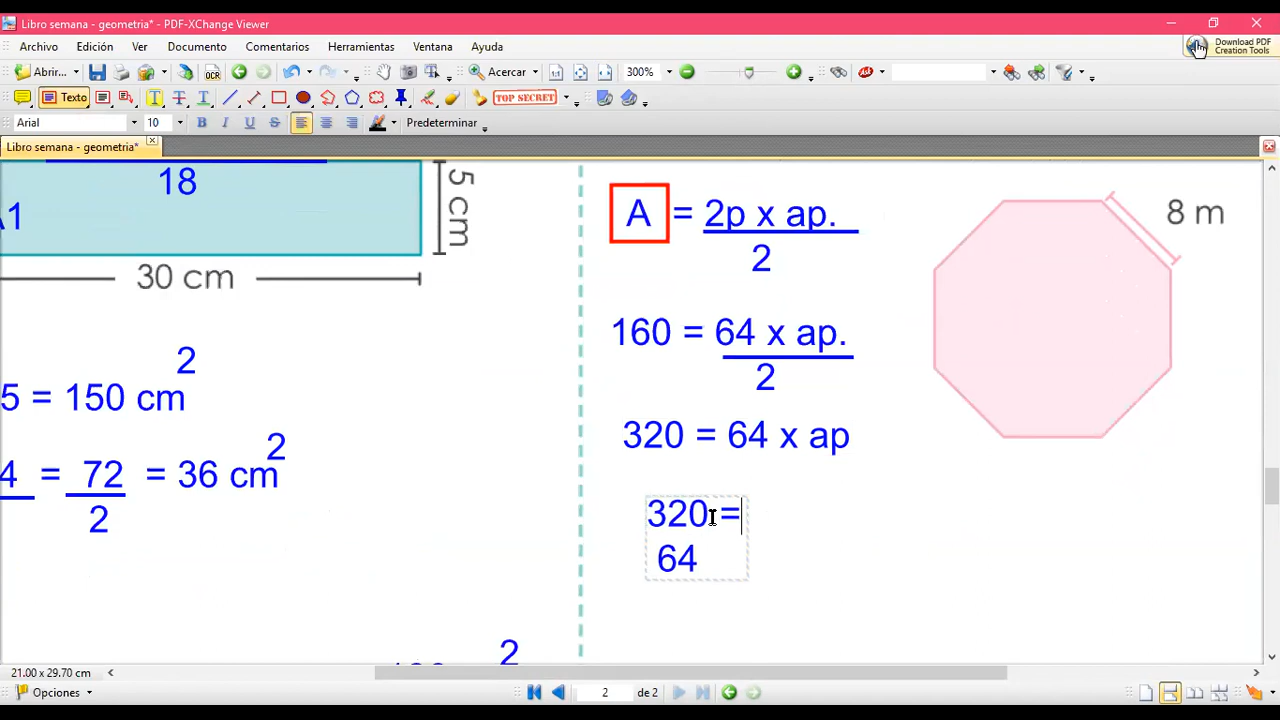 Libro semana - geometria* - PDF-XChange Viewer
Archivo Edición Ver Documento Comentarios Herramientas Ventana Ayuda
Download PDF
Creation Tools
Abrir... OCR Acercar 300%
Texto TOP SECRET
Arial 10 Predeterminar
Libro semana - geometria*
18
A1
5 cm
30 cm
5 = 150 cm 2
4 = 72 = 36 cm 2
2
2
A = 2p x ap.
2
160 = 64 x ap.
2
320 = 64 x ap
320 =
64
8 m
21.00 x 29.70 cm
Opciones 2 de 2